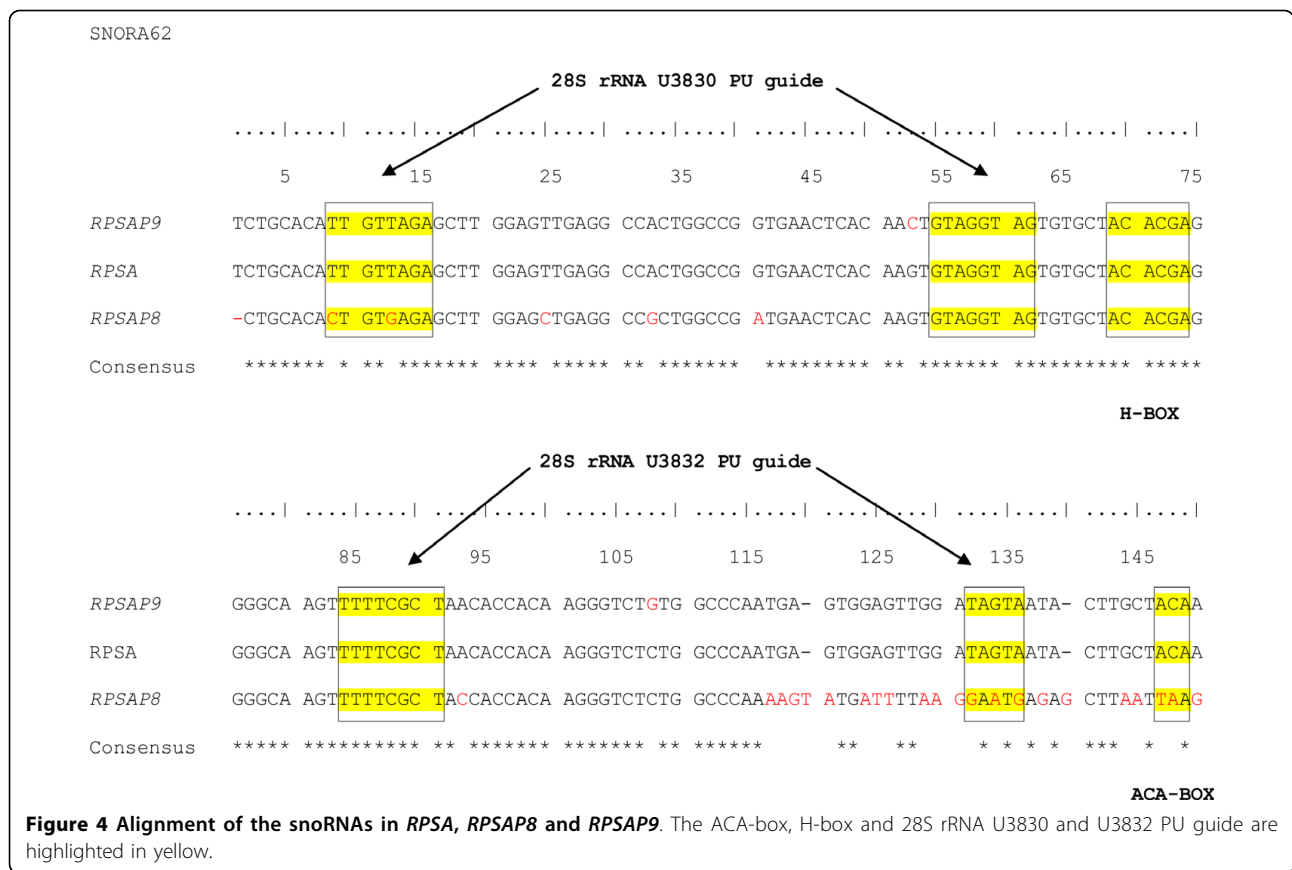 SNORA62
28S rRNA U3830 PU guide
....|....| ....|....| ....|....| ....|....| ....|....| ....|....| ....|....| ....|
5 15 25 35 45 55 65 75
RPSAP9 TCTGCACATT GTTAGAGCTT GGAGTTGAGG CCACTGGCCG GTGAACTCAC AACTGTAGGT AGTGTGCTAC ACGAG
RPSA TCTGCACATT GTTAGAGCTT GGAGTTGAGG CCACTGGCCG GTGAACTCAC AAGTGTAGGT AGTGTGCTAC ACGAG
RPSAP8 -CTGCACACT GTGAGAGCTT GGAGCTGAGG CCGCTGGCCG ATGAACTCAC AAGTGTAGGT AGTGTGCTAC ACGAG
Consensus ******* * ** ******* **** ***** ** ******* ********* ** ******* ********** *****
H-BOX
28S rRNA U3832 PU guide
....| ....|....| ....|....| ....|....| ....|....| ....|....| ....|....| ....|....|
85 95 105 115 125 135 145
RPSAP9 GGGCA AGTTTTTCGC TAACACCACA AGGGTCTGTG GCCCAATGA- GTGGAGTTGG ATAGTAATA- CTTGCTACAA
RPSA GGGCA AGTTTTTCGC TAACACCACA AGGGTCTCTG GCCCAATGA- GTGGAGTTGG ATAGTAATA- CTTGCTACAA
RPSAP8 GGGCA AGTTTTTCGC TACCACCACA AGGGTCTCTG GCCCAAAAGT ATGATTTTAA GGAATGAGAG CTTAATTAAG
Consensus ***** ********** ** ******* ******* ** ****** ** ** * * * * *** * *
ACA-BOX
Figure 4 Alignment of the snoRNAs in RPSA, RPSAP8 and RPSAP9. The ACA-box, H-box and 28S rRNA U3830 and U3832 PU guide are
highlighted in yellow.